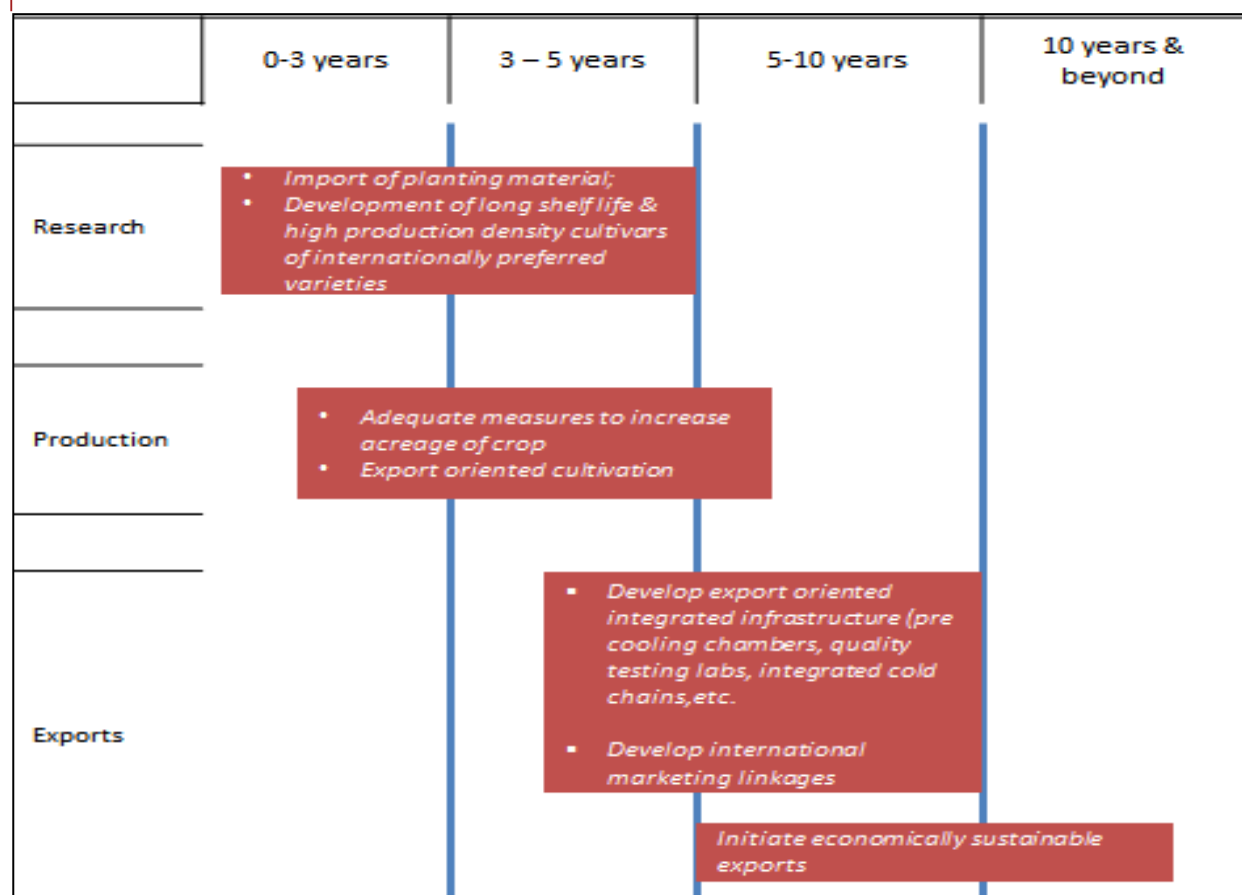 0-3 years
3 – 5 years
5-10 years
10 years &
beyond
Research
• Import of planting material;
• Development of long shelf life &
high production density cultivars
of internationally preferred
varieties
Production
• Adequate measures to increase
acreage of crop
• Export oriented cultivation
Exports
▪ Develop export oriented
integrated infrastructure (pre
cooling chambers, quality
testing labs, integrated cold
chains,etc.
▪ Develop international
marketing linkages
Initiate economically sustainable
exports